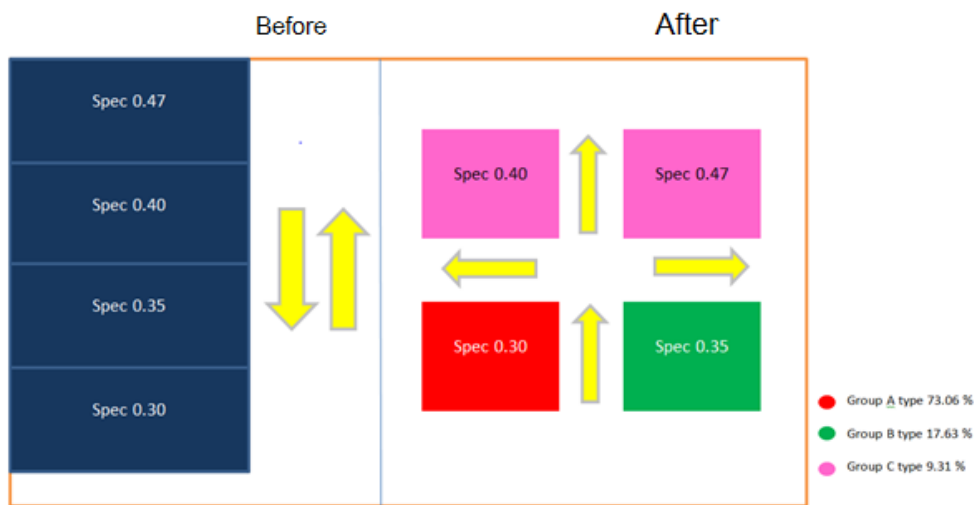 Before
After
Spec 0.47
Spec 0.40
Spec 0.35
Spec 0.30
Spec 0.40
Spec 0.47
Spec 0.30
Spec 0.35
Group A type 73.06 %
Group B type 17.63 %
Group C type 9.31 %